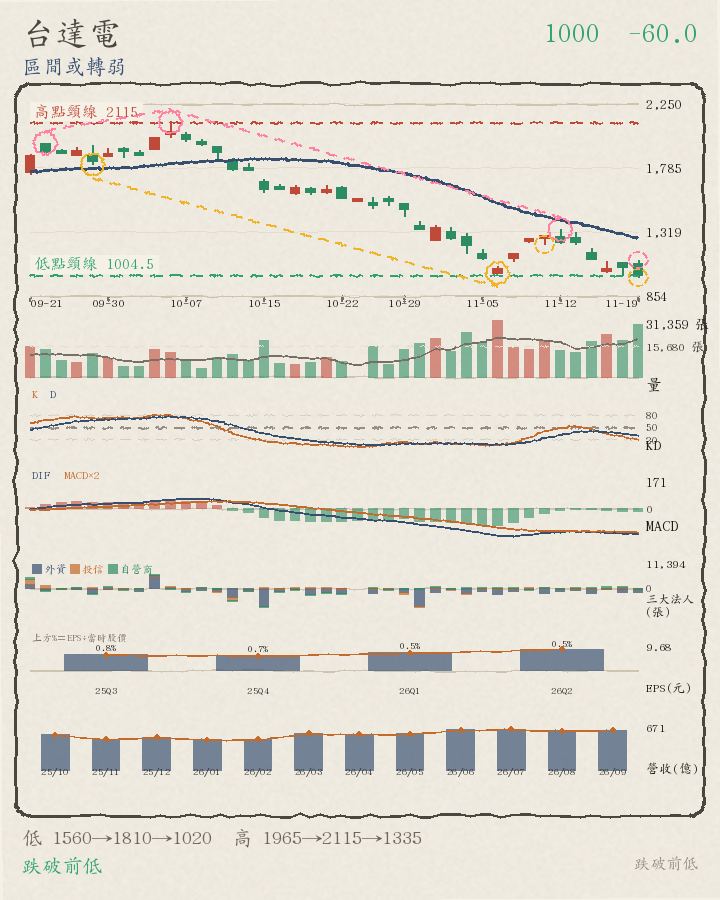 台達電
1000 -60.0
區間或轉弱
高點頸線 2115
2,250
1,785
1,319
低點頸線 1004.5
854
09-21 09-30 10-07 10-15 10-22 10-29 11-05 11-12 11-19
31,359 張
15,680 張
量
K D
80
50
20
KD
DIF MACD×2
171
0
MACD
外資 投信 自營商
11,394
0
三大法人
(張)
上方%=EPS÷當時股價
0.8% 0.7% 0.5% 0.5%
9.68
25Q3 25Q4 26Q1 26Q2
EPS(元)
671
25/10 25/11 25/12 26/01 26/02 26/03 26/04 26/05 26/06 26/07 26/08 26/09
營收(億)
低 1560→1810→1020 高 1965→2115→1335
跌破前低
跌破前低